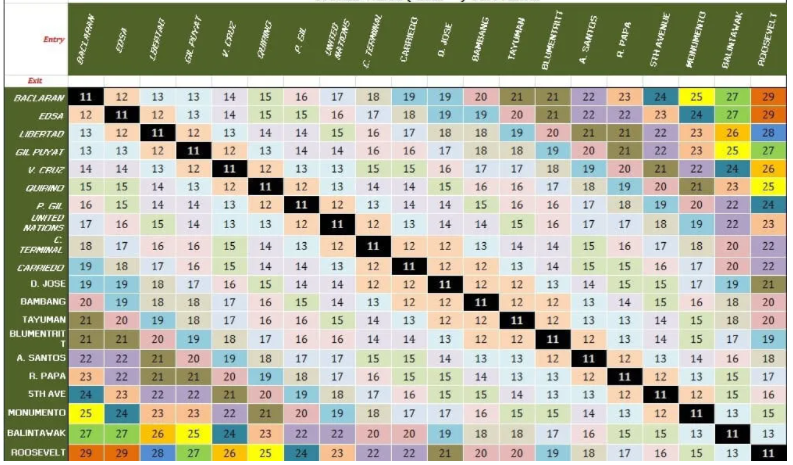 Entry BACLARAN EDSA LIBERTAD GIL PUYAT V. CRUZ QUIRINO P. GIL UNITED NATIONS C. TERMINAL CARRIEDO D. JOSE BAMBANG TAYUMAN BLUMENTRITT A. SANTOS R. PAPA 5TH AVENUE MONUMENTO BALINTAWAK ROOSEVELT
Exit
BACLARAN 11 12 13 13 14 15 16 17 18 19 19 20 21 21 22 23 24 25 27 29
EDSA 12 11 12 13 14 15 15 16 17 18 19 19 20 21 22 22 23 24 27 29
LIBERTAD 13 12 11 12 13 14 14 15 16 17 18 18 19 20 21 21 22 23 26 28
GIL PUYAT 13 13 12 11 12 13 14 14 16 16 17 18 18 19 20 21 22 23 25 27
V. CRUZ 14 14 13 12 11 12 13 13 15 15 16 17 17 18 19 20 21 22 24 26
QUIRINO 15 15 14 13 12 11 12 13 14 14 15 16 16 17 18 19 20 21 23 25
P. GIL 16 15 14 14 13 12 11 12 13 14 14 15 16 16 17 18 19 20 22 24
UNITED NATIONS 17 16 15 14 13 13 12 11 12 13 14 14 15 16 17 17 18 19 22 23
C. TERMINAL 18 17 16 16 15 14 13 12 11 12 12 13 14 14 15 16 17 18 20 22
CARRIEDO 19 18 17 16 15 14 14 13 12 11 12 12 13 14 15 15 16 17 20 22
D. JOSE 19 19 18 17 16 15 14 14 12 12 11 12 12 13 14 15 15 17 19 21
BAMBANG 20 19 18 18 17 16 15 14 13 12 12 11 12 12 13 14 15 16 18 20
TAYUMAN 21 20 19 18 17 16 16 15 14 13 12 12 11 12 13 13 14 15 18 20
BLUMENTRITT 21 21 20 19 18 17 16 16 14 14 13 12 12 11 12 13 14 15 17 19
A. SANTOS 22 22 21 20 19 18 17 17 15 15 14 13 13 12 11 12 13 14 16 18
R. PAPA 23 22 21 21 20 19 18 17 16 15 15 14 13 13 12 11 12 13 15 17
5TH AVE 24 23 22 22 21 20 19 18 17 16 15 15 14 13 13 12 11 12 15 16
MONUMENTO 25 24 23 23 22 21 20 19 18 17 17 16 15 15 14 13 12 11 13 15
BALINTAWAK 27 27 26 25 24 23 22 22 20 20 19 18 18 17 16 15 15 13 11 13
ROOSEVELT 29 29 28 27 26 25 24 23 22 22 21 20 20 19 18 17 16 15 13 11